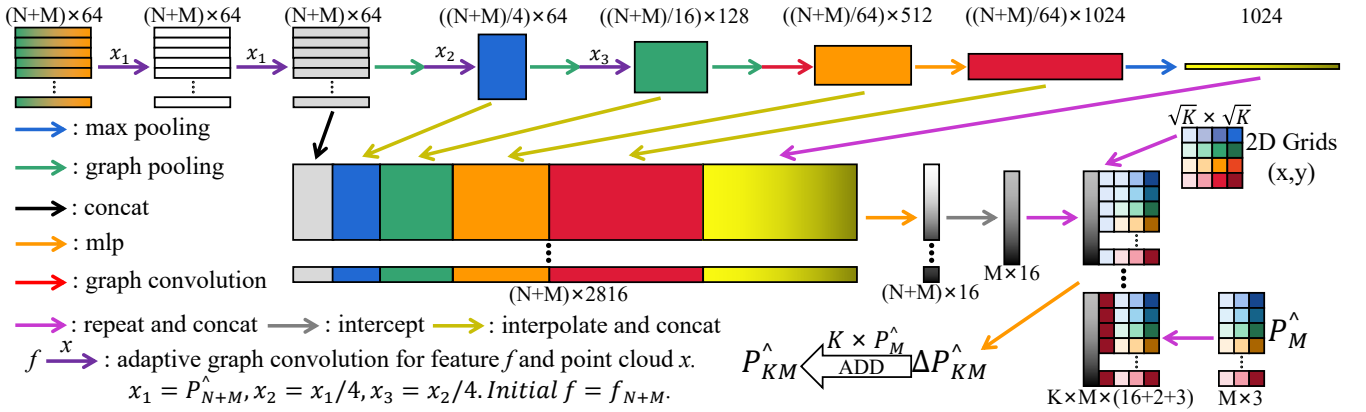 (N+M)×64 (N+M)×64 (N+M)×64 ((N+M)/4)×64 ((N+M)/16)×128 ((N+M)/64)×512 ((N+M)/64)×1024 1024
x₁ x₁ x₂ x₃
: max pooling
: graph pooling
: concat
: mlp
: graph convolution
√K × √K
2D Grids
(x,y)
(N+M)×2816
(N+M)×16
M×16
: repeat and concat : intercept : interpolate and concat
f x : adaptive graph convolution for feature f and point cloud x.
x₁ = P^_{N+M}, x₂ = x₁/4, x₃ = x₂/4. Initial f = f_{N+M}.
P^_{KM} K × P^_M ADD ΔP^_{KM}
P^_M
K×M×(16+2+3) M×3